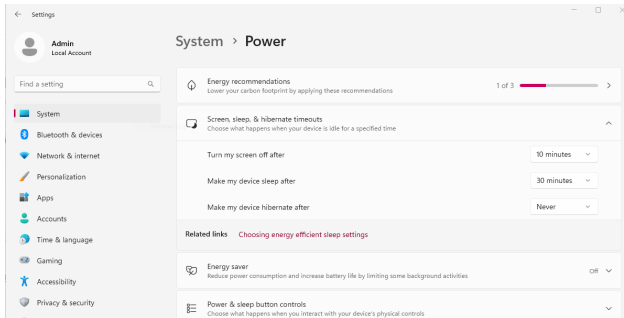 Settings
Admin
Local Account
System > Power
Find a setting
Energy recommendations
Lower your carbon footprint by applying these recommendations
1 of 3
System
Screen, sleep, & hibernate timeouts
Choose what happens when your device is idle for a specified time
Bluetooth & devices
Network & internet
Turn my screen off after
10 minutes
Personalization
Make my device sleep after
30 minutes
Apps
Make my device hibernate after
Never
Accounts
Related links Choosing energy efficient sleep settings
Time & language
Gaming
Energy saver
Reduce power consumption and increase battery life by limiting some background activities
Off
Accessibility
Privacy & security
Power & sleep button controls
Choose what happens when you interact with your device's physical controls